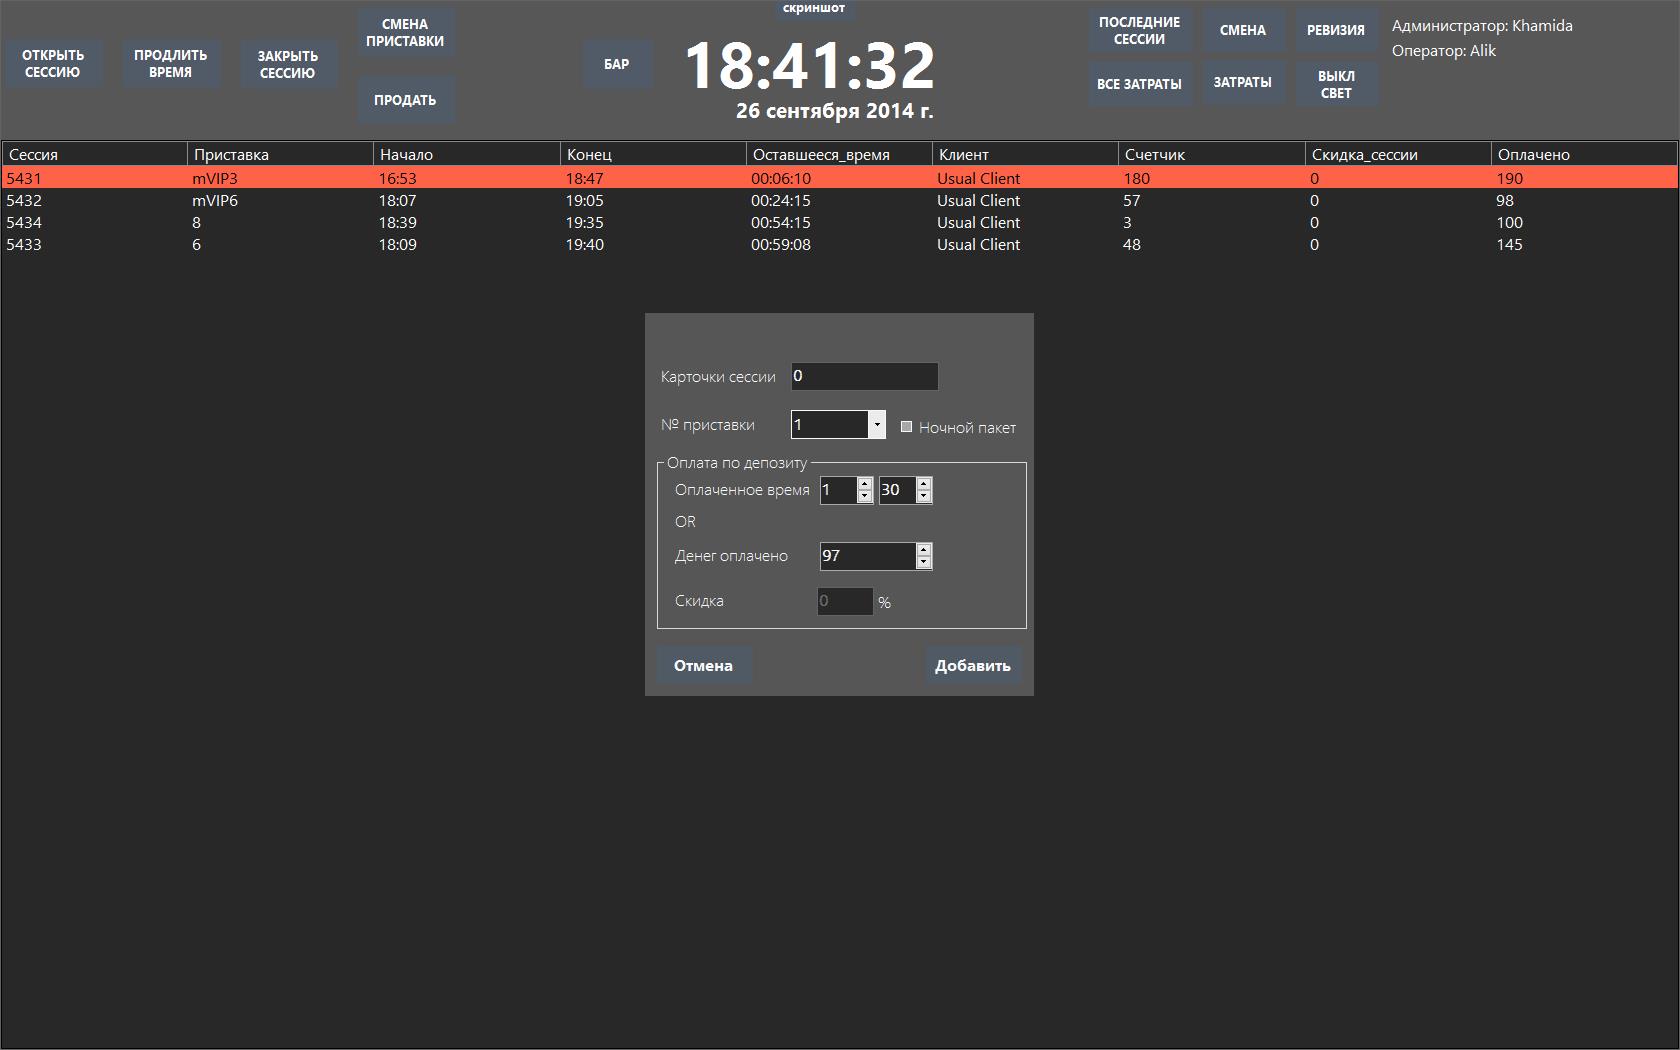 скриншот
ОТКРЫТЬ
СЕССИЮ
ПРОДЛИТЬ
ВРЕМЯ
ЗАКРЫТЬ
СЕССИЮ
СМЕНА
ПРИСТАВКИ
ПРОДАТЬ
БАР
18:41:32
26 сентября 2014 г.
ПОСЛЕДНИЕ
СЕССИИ
СМЕНА
РЕВИЗИЯ
ВСЕ ЗАТРАТЫ
ЗАТРАТЫ
ВЫКЛ
СВЕТ
Администратор: Khamida
Оператор: Alik
Сессия Приставка Начало Конец Оставшееся_время Клиент Счетчик Скидка_сессии Оплачено
5431 mVIP3 16:53 18:47 00:06:10 Usual Client 180 0 190
5432 mVIP6 18:07 19:05 00:24:15 Usual Client 57 0 98
5434 8 18:39 19:35 00:54:15 Usual Client 3 0 100
5433 6 18:09 19:40 00:59:08 Usual Client 48 0 145
Карточки сессии 0
№ приставки 1 Ночной пакет
Оплата по депозиту
Оплаченное время 1 30
OR
Денег оплачено 97
Скидка 0 %
Отмена Добавить